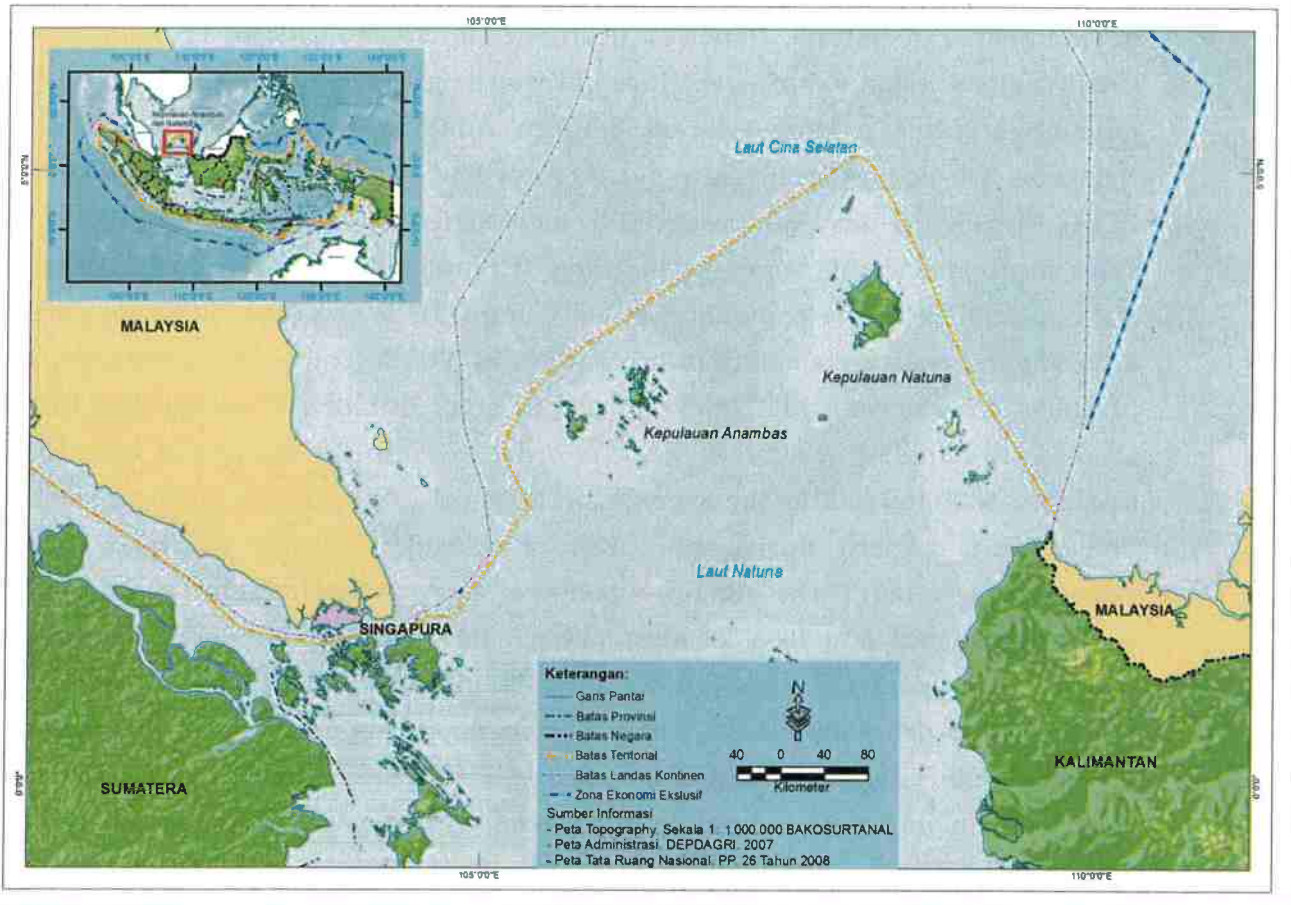 105°0'0"E
110°0'0"E
Laut Cina Selatan
MALAYSIA
Kepulauan Natuna
Kepulauan Anambas
Laut Natuna
SINGAPURA
MALAYSIA
SUMATERA
KALIMANTAN
Keterangan:
Garis Pantai
Batas Provinsi
Batas Negara
Batas Teritorial
Batas Landas Kontinen
Zona Ekonomi Ekslusif
N
40 0 40 80
Kilometer
Sumber Informasi
- Peta Topography, Sekala 1: 1.000.000 BAKOSURTANAL
- Peta Administrasi, DEPDAGRI, 2007
- Peta Tata Ruang Nasional, PP. 26 Tahun 2008
105°0'0"E
110°0'0"E